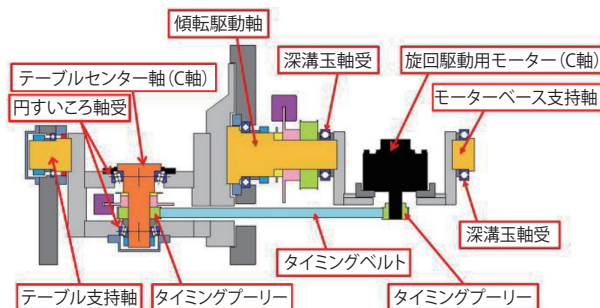 傾転駆動軸
深溝玉軸受
旋回駆動用モーター(C軸)
テーブルセンター軸(C軸)
円すいころ軸受
モーターベース支持軸
深溝玉軸受
タイミングベルト
テーブル支持軸
タイミングプーリー
タイミングプーリー